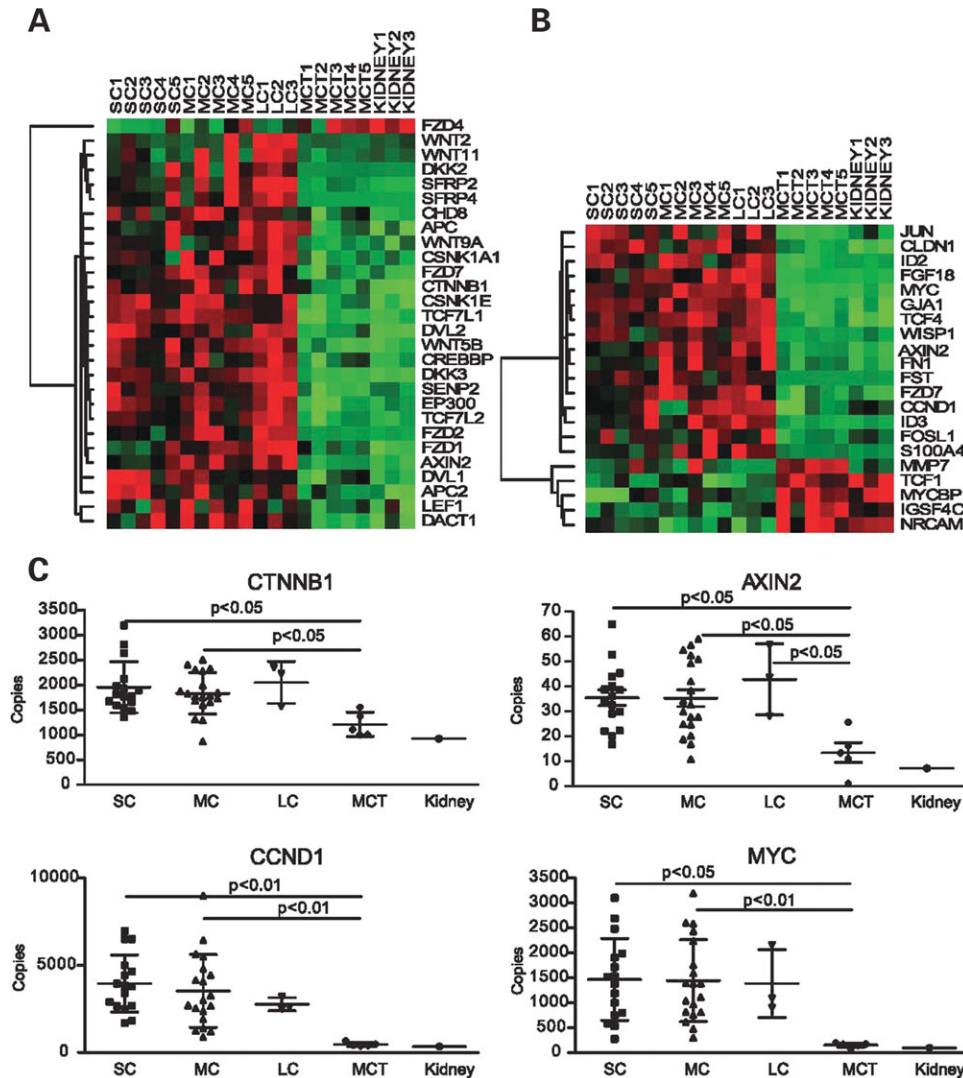 A
SC1 SC2 SC3 SC4 SC5 MC1 MC2 MC3 MC4 MC5 LC1 LC2 LC3 MCT1 MCT2 MCT3 MCT4 MCT5 KIDNEY1 KIDNEY2 KIDNEY3
FZD4
WNT2
WNT11
DKK2
SFRP2
SFRP4
CHD8
APC
WNT9A
CSNK1A1
FZD7
CTNNB1
CSNK1E
TCF7L1
DVL2
WNT5B
CREBBP
DKK3
SENP2
EP300
TCF7L2
FZD2
FZD1
AXIN2
DVL1
APC2
LEF1
DACT1
B
SC1 SC2 SC3 SC4 SC5 MC1 MC2 MC3 MC4 MC5 LC1 LC2 LC3 MCT1 MCT2 MCT3 MCT4 MCT5 KIDNEY1 KIDNEY2 KIDNEY3
JUN
CLDN1
ID2
FGF18
MYC
GJA1
TCF4
WISP1
AXIN2
FN1
FST
FZD7
CCND1
ID3
FOSL1
S100A4
MMP7
TCF1
MYCBP
IGSF4C
NRCAM
C
CTNNB1
p<0.05
p<0.05
Copies
3500
3000
2500
2000
1500
1000
500
0
SC MC LC MCT Kidney
AXIN2
p<0.05
p<0.05
p<0.05
Copies
70
60
50
40
30
20
10
0
SC MC LC MCT Kidney
CCND1
p<0.01
p<0.01
Copies
10000
5000
0
SC MC LC MCT Kidney
MYC
p<0.05
p<0.01
Copies
3500
3000
2500
2000
1500
1000
500
0
SC MC LC MCT Kidney